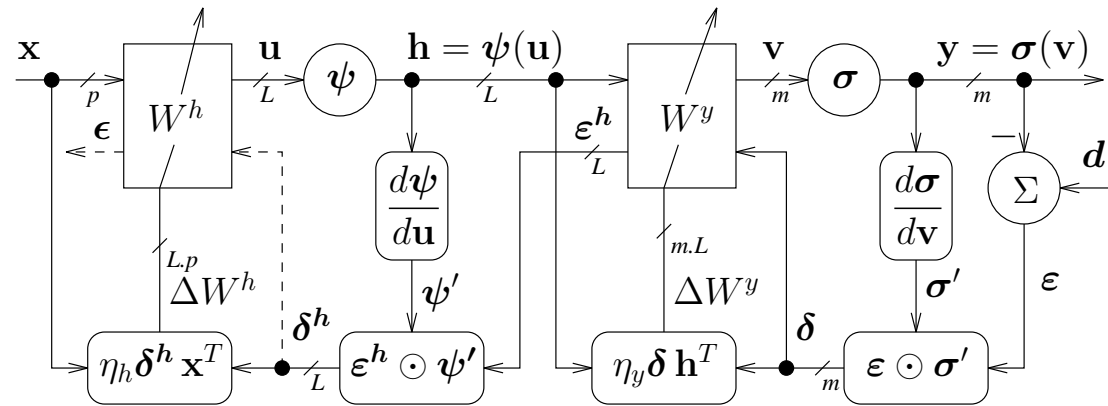 x u h = ψ(u) v y = σ(v)
p W^h L ψ L W^y m σ m
ϵ ε^h − d
L Σ
dψ/du dσ/dv
L.p m.L
ΔW^h ψ′ ΔW^y σ′ ε
δ^h δ
η_h δ^h x^T L ε^h ⊙ ψ′ η_y δ h^T m ε ⊙ σ′